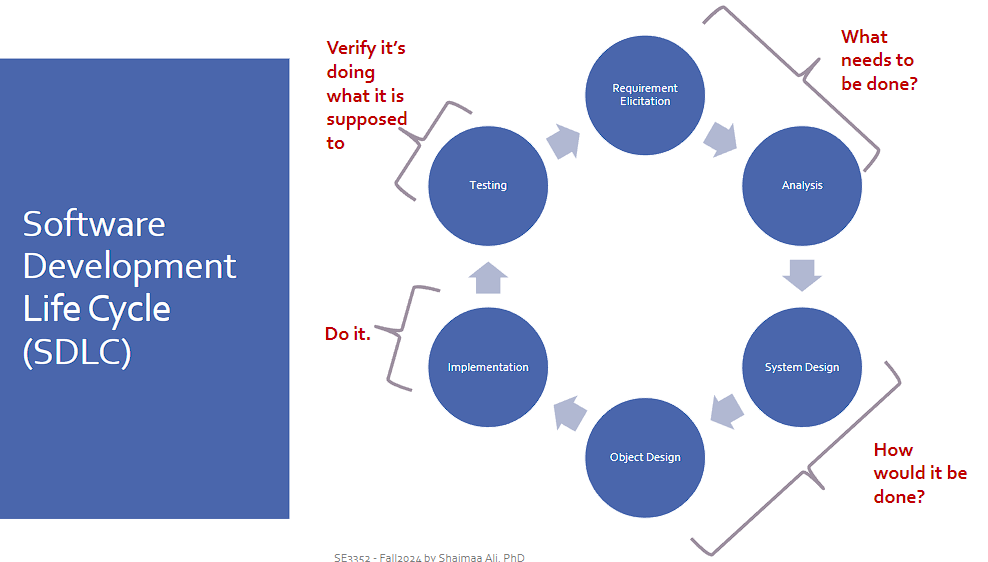 Software
Development
Life Cycle
(SDLC)
Verify it's
doing
what it is
supposed
to
Requirement
Elicitation
What
needs to
be done?
Testing
Analysis
Do it.
Implementation
System Design
Object Design
How
would it be
done?
SE3352 - Fall2024 by Shaimaa Ali, PhD